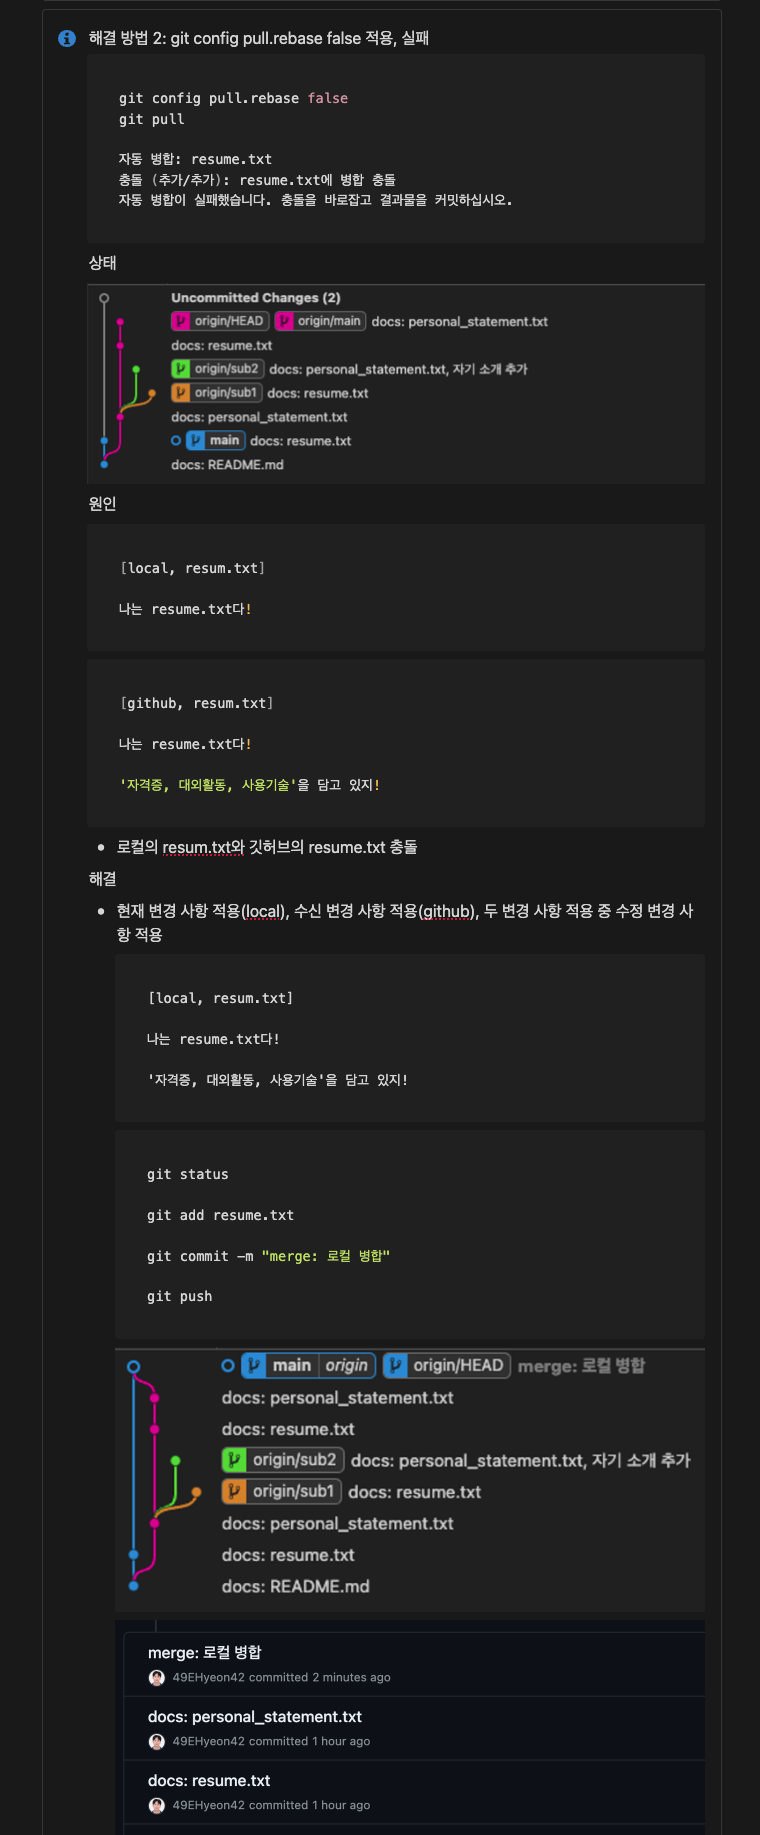 해결 방법 2: git config pull.rebase false 적용, 실패
git config pull.rebase false
git pull
자동 병합: resume.txt
충돌 (추가/추가): resume.txt에 병합 충돌
자동 병합이 실패했습니다. 충돌을 바로잡고 결과물을 커밋하십시오.
상태
Uncommitted Changes (2)
origin/HEAD origin/main docs: personal_statement.txt
docs: resume.txt
origin/sub2 docs: personal_statement.txt, 자기 소개 추가
origin/sub1 docs: resume.txt
docs: personal_statement.txt
main docs: resume.txt
docs: README.md
원인
[local, resum.txt]
나는 resume.txt다!
[github, resum.txt]
나는 resume.txt다!
'자격증, 대외활동, 사용기술'을 담고 있지!
로컬의 resum.txt와 깃허브의 resume.txt 충돌
해결
현재 변경 사항 적용(local), 수신 변경 사항 적용(github), 두 변경 사항 적용 중 수정 변경 사
항 적용
[local, resum.txt]
나는 resume.txt다!
'자격증, 대외활동, 사용기술'을 담고 있지!
git status
git add resume.txt
git commit -m "merge: 로컬 병합"
git push
main origin origin/HEAD merge: 로컬 병합
docs: personal_statement.txt
docs: resume.txt
origin/sub2 docs: personal_statement.txt, 자기 소개 추가
origin/sub1 docs: resume.txt
docs: personal_statement.txt
docs: resume.txt
docs: README.md
merge: 로컬 병합
49EHyeon42 committed 2 minutes ago
docs: personal_statement.txt
49EHyeon42 committed 1 hour ago
docs: resume.txt
49EHyeon42 committed 1 hour ago